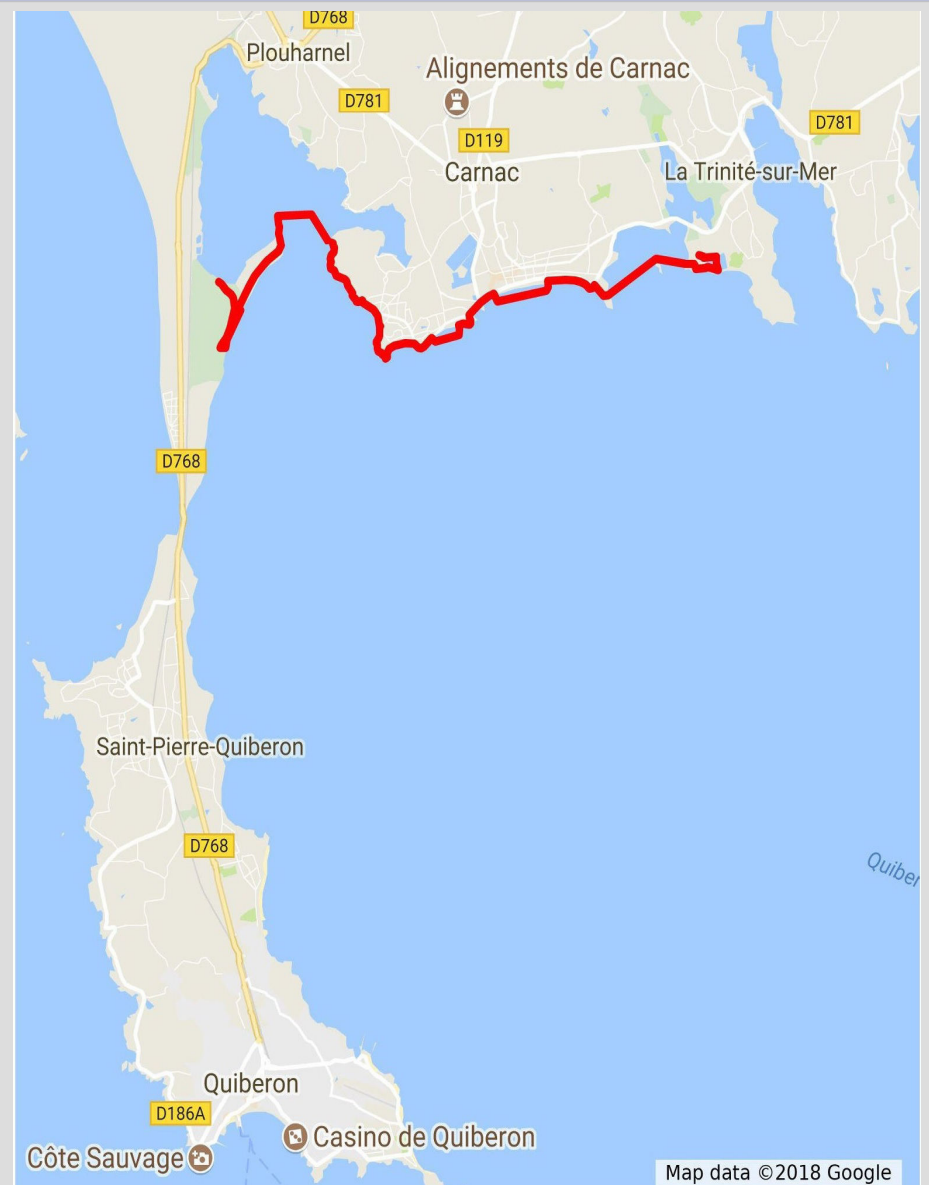 D768
Plouharnel
Alignements de Carnac
D781
D781
D119
Carnac
La Trinité-sur-Mer
D768
Saint-Pierre-Quiberon
D768
Quiber
Quiberon
D186A
Casino de Quiberon
Côte Sauvage
Map data ©2018 Google